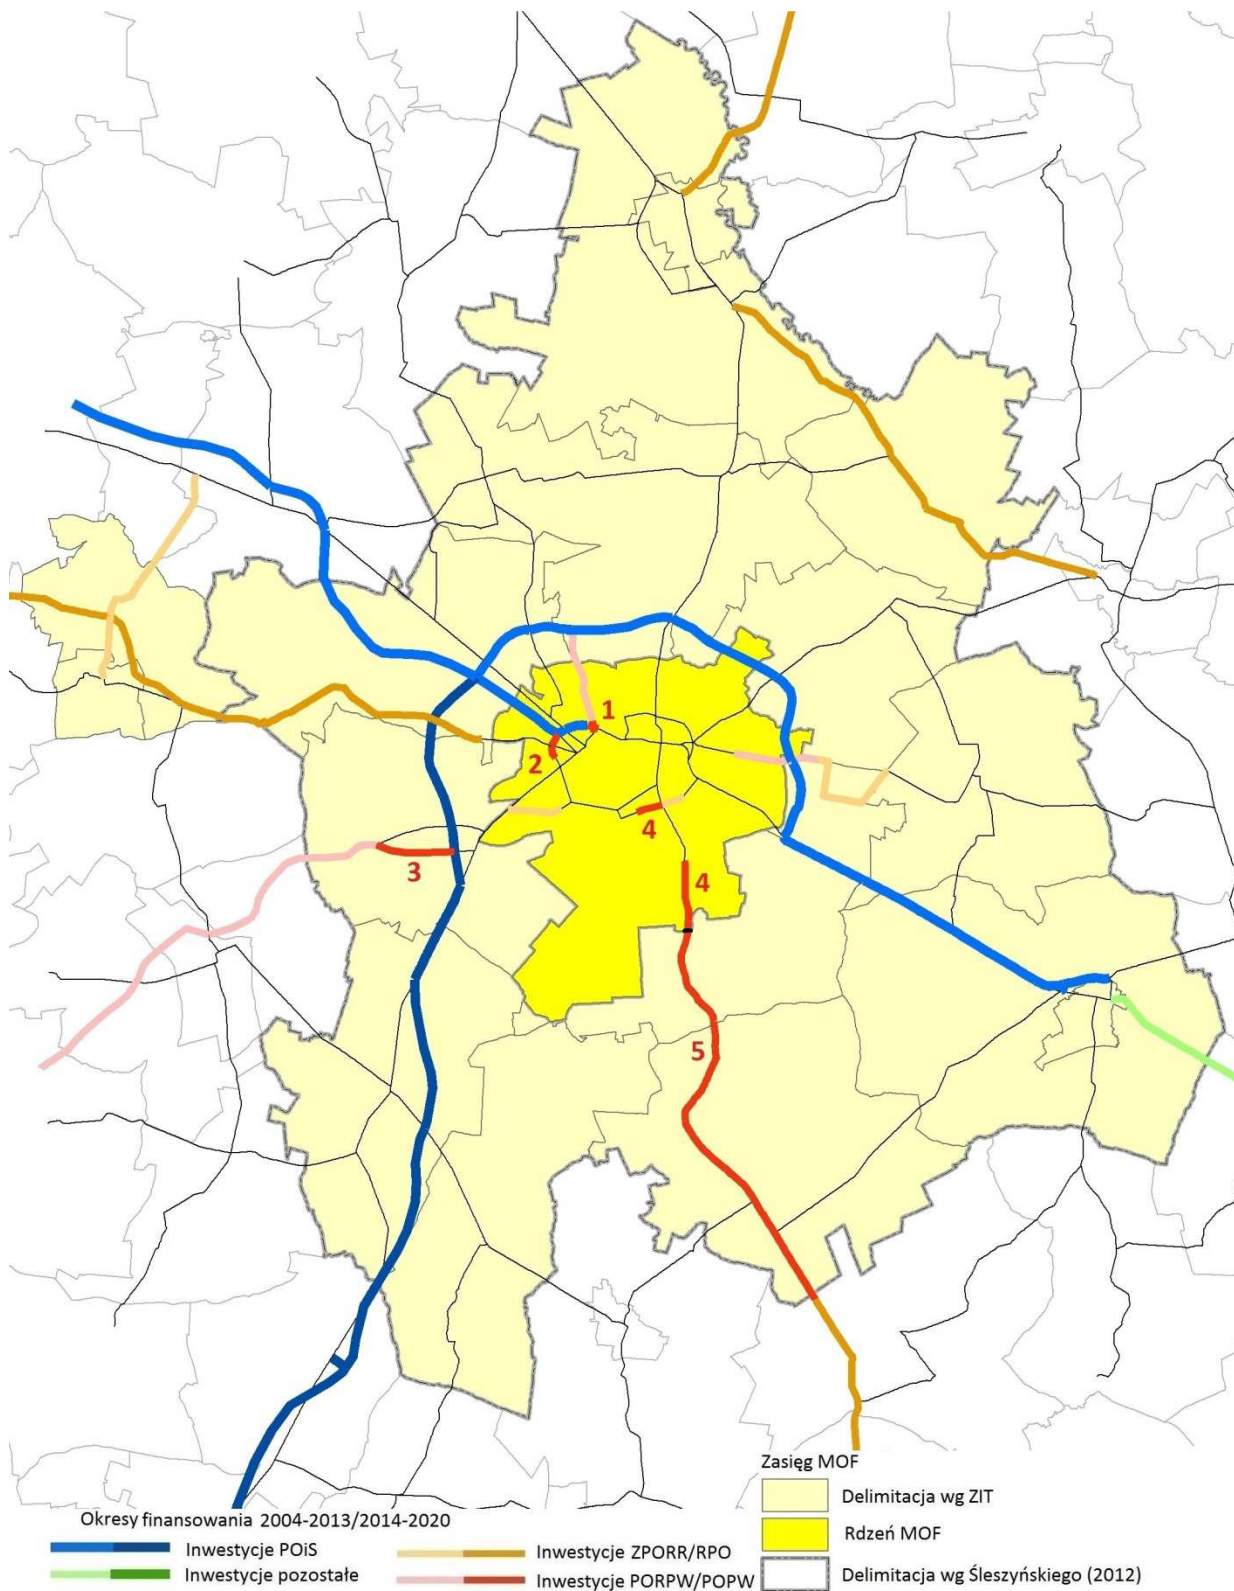 1
2
4
3
4
5
Zasięg MOF
Delimitacja wg ZIT
Rdzeń MOF
Delimitacja wg Śleszyńskiego (2012)
Okresy finansowania 2004-2013/2014-2020
Inwestycje POiS
Inwestycje pozostałe
Inwestycje ZPORR/RPO
Inwestycje PORPW/POPW